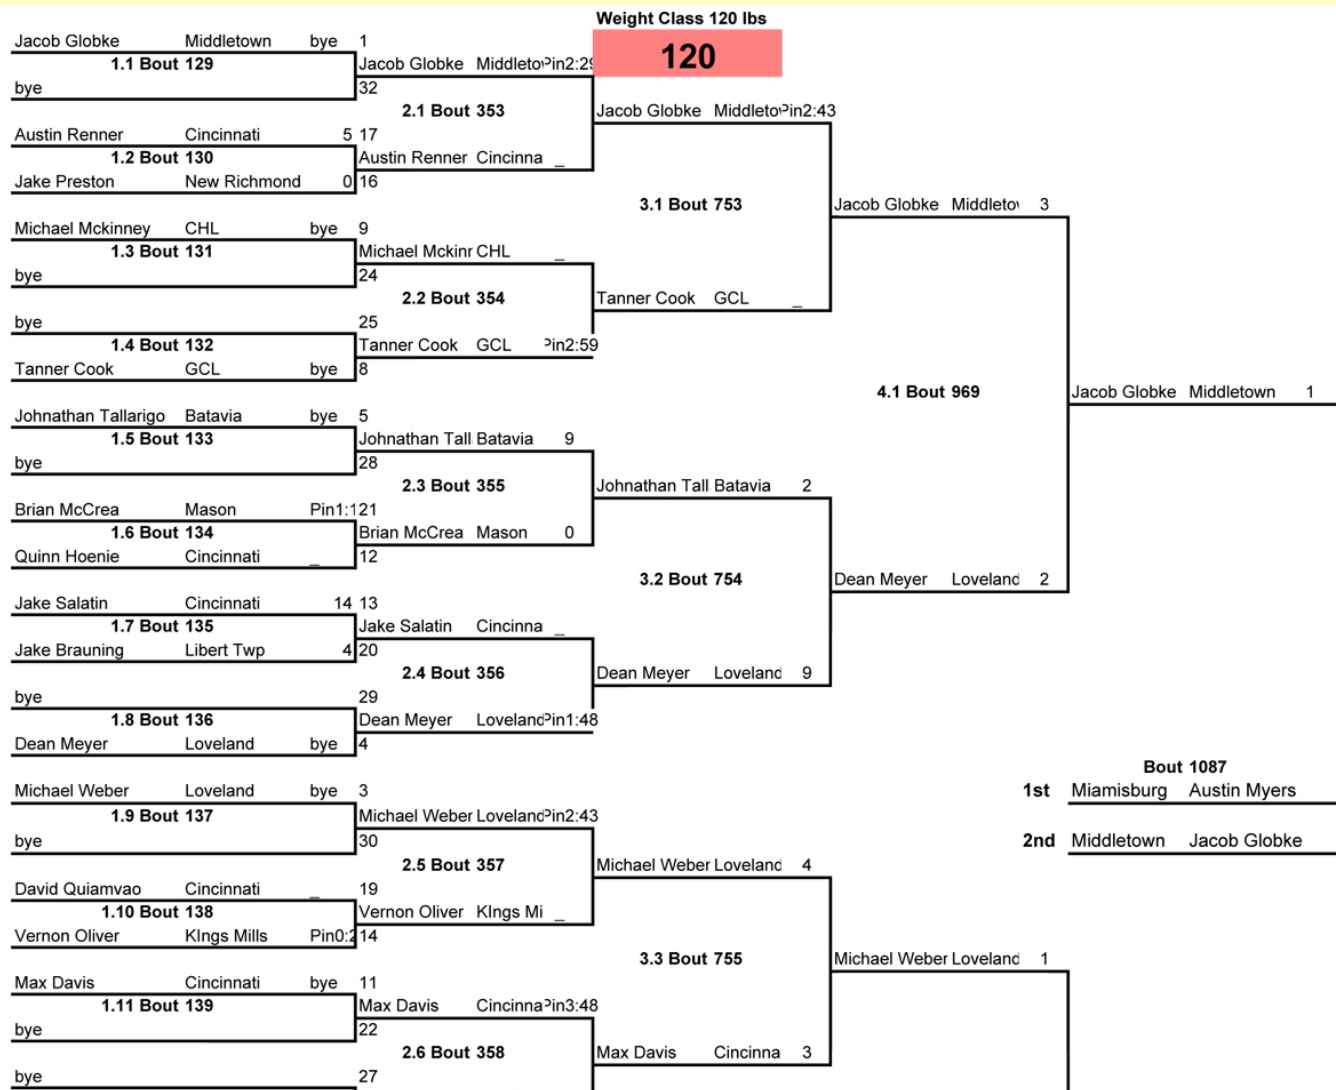 Weight Class 120 lbs
120
Jacob Globke Middletown bye 1
1.1 Bout 129
bye 32
Jacob Globke Middleto Pin2:29
2.1 Bout 353
Austin Renner Cincinnati 5 17
1.2 Bout 130
Jake Preston New Richmond 0 16
Austin Renner Cincinna _
Jacob Globke Middleto Pin2:43
3.1 Bout 753
Michael Mckinney CHL bye 9
1.3 Bout 131
bye 24
Michael Mckinr CHL _
2.2 Bout 354
bye 25
1.4 Bout 132
Tanner Cook GCL bye 8
Tanner Cook GCL Pin2:59
Tanner Cook GCL _
Jacob Globke Middleto 3
4.1 Bout 969
Johnathan Tallarigo Batavia bye 5
1.5 Bout 133
bye 28
Johnathan Tall Batavia 9
2.3 Bout 355
Brian McCrea Mason Pin1:1 21
1.6 Bout 134
Quinn Hoenie Cincinnati _ 12
Brian McCrea Mason 0
Johnathan Tall Batavia 2
3.2 Bout 754
Jake Salatin Cincinnati 14 13
1.7 Bout 135
Jake Brauning Libert Twp 4 20
Jake Salatin Cincinna _
2.4 Bout 356
bye 29
1.8 Bout 136
Dean Meyer Loveland bye 4
Dean Meyer Loveland Pin1:48
Dean Meyer Loveland 9
Dean Meyer Loveland 2
Jacob Globke Middletown 1
Michael Weber Loveland bye 3
1.9 Bout 137
bye 30
Michael Weber Loveland Pin2:43
2.5 Bout 357
David Quiamvao Cincinnati _ 19
1.10 Bout 138
Vernon Oliver KIngs Mills Pin0:2 14
Vernon Oliver KIngs Mi _
Michael Weber Loveland 4
3.3 Bout 755
Max Davis Cincinnati bye 11
1.11 Bout 139
bye 22
Max Davis Cincinna Pin3:48
2.6 Bout 358
bye 27
Max Davis Cincinna 3
Michael Weber Loveland 1
Bout 1087
1st Miamisburg Austin Myers
2nd Middletown Jacob Globke